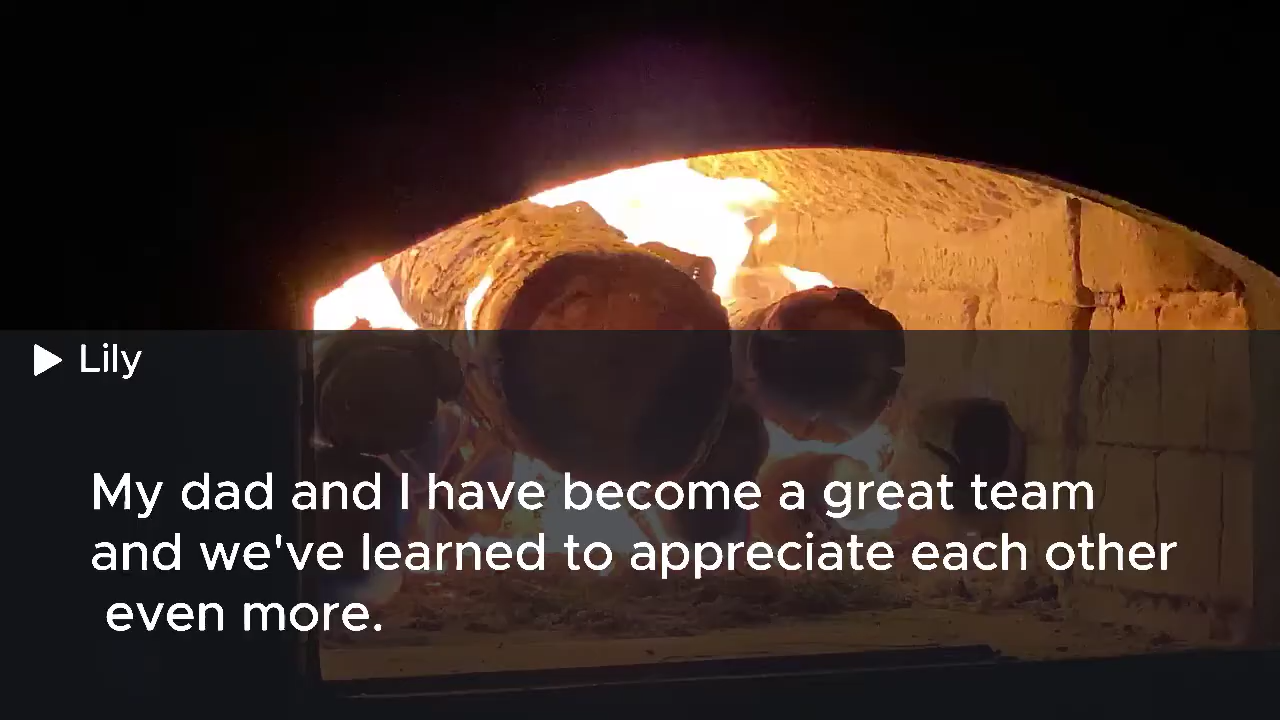 Lily
My dad and I have become a great team
and we've learned to appreciate each other
even more.